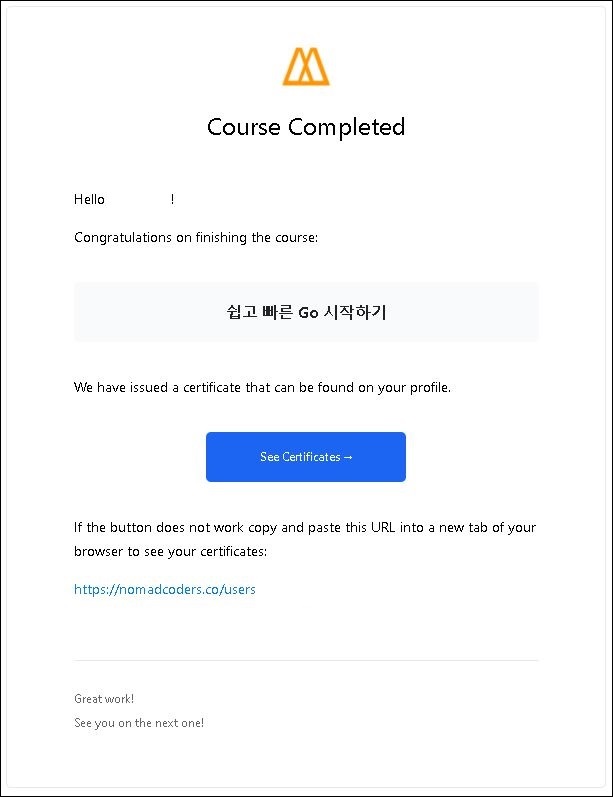 Course Completed
Hello !
Congratulations on finishing the course:
쉽고 빠른 Go 시작하기
We have issued a certificate that can be found on your profile.
See Certificates →
If the button does not work copy and paste this URL into a new tab of your
browser to see your certificates:
https://nomadcoders.co/users
Great work!
See you on the next one!